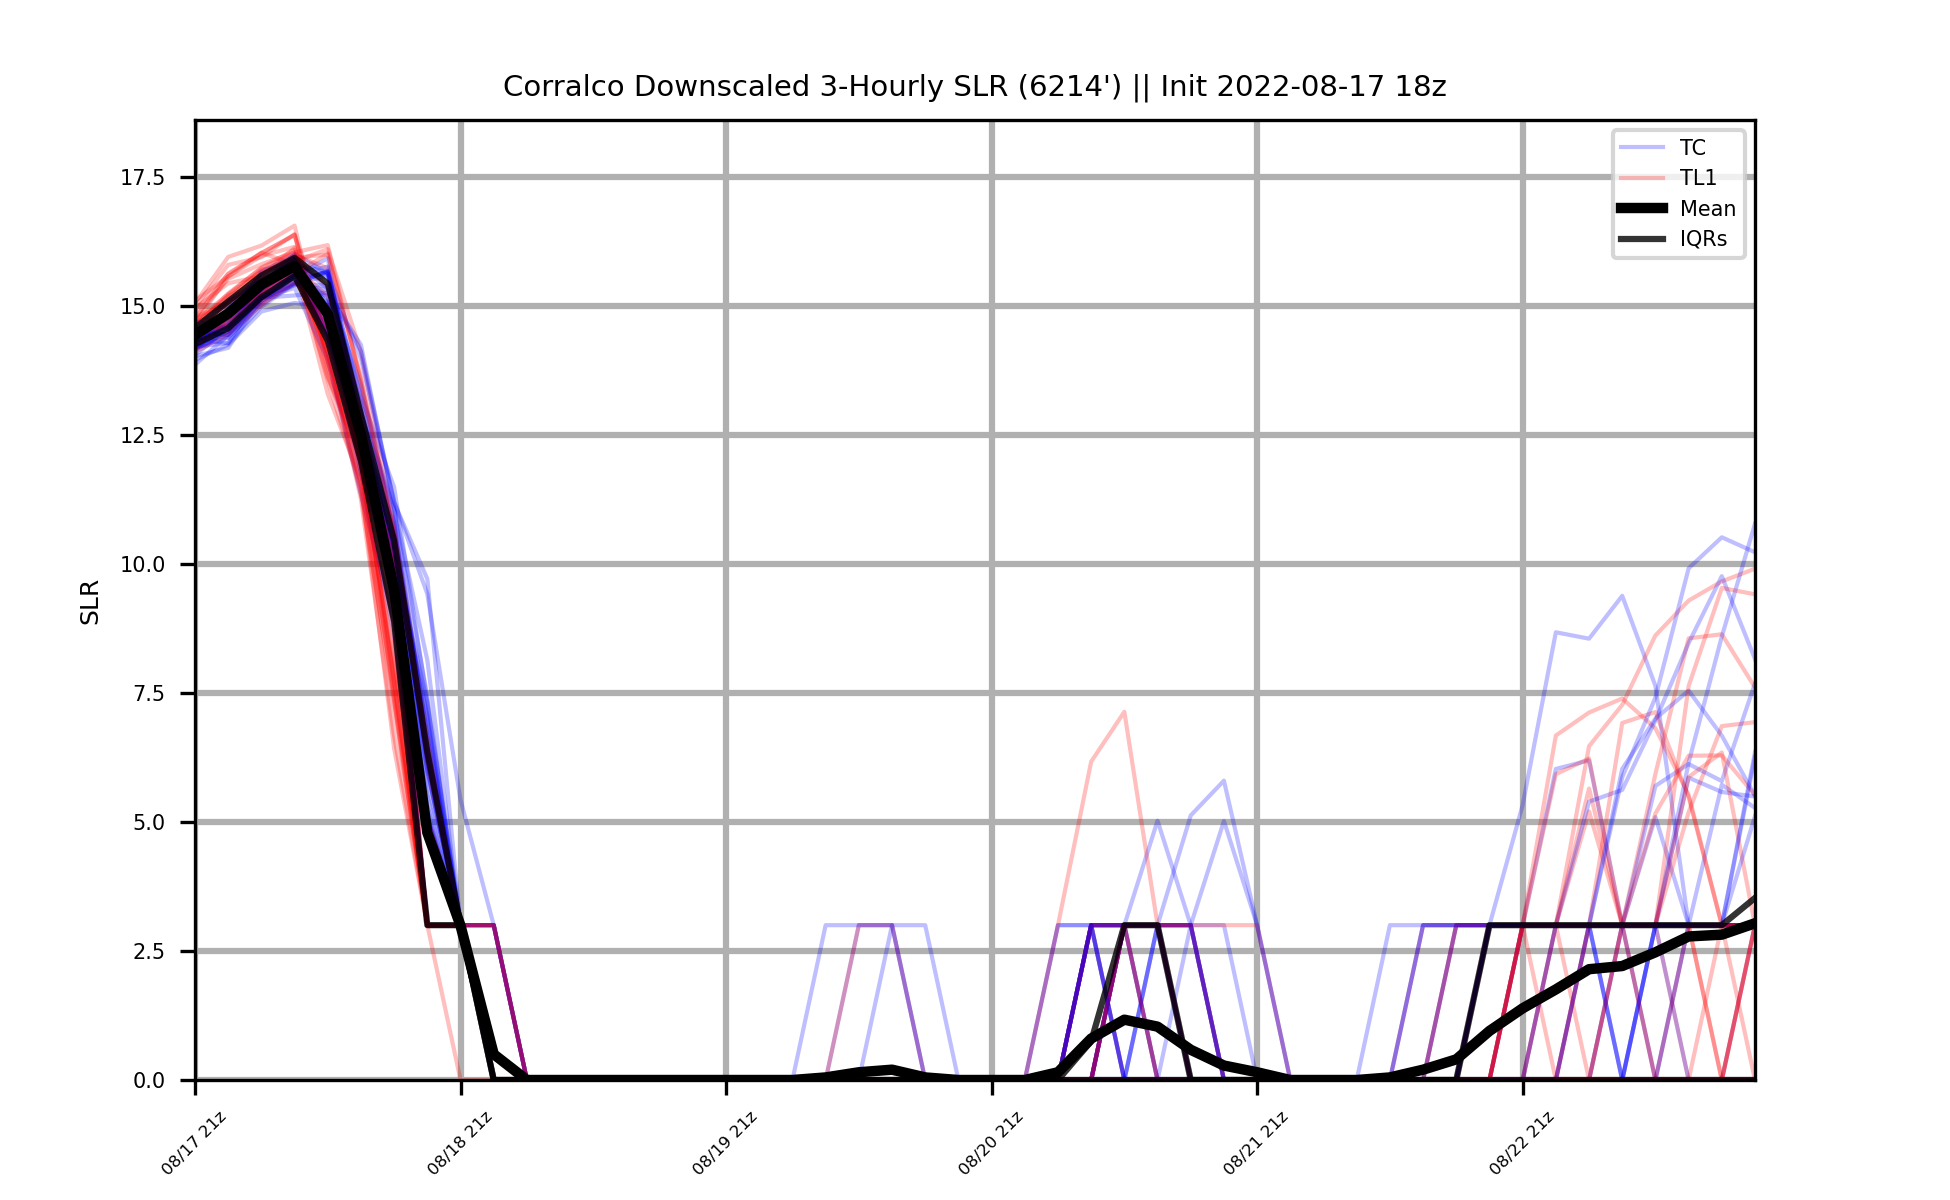 Corralco Downscaled 3-Hourly SLR (6214') || Init 2022-08-17 18z
TC
TL1
Mean
IQRs
17.5
15.0
12.5
10.0
7.5
5.0
2.5
0.0
SLR
08/17 21z
08/18 21z
08/19 21z
08/20 21z
08/21 21z
08/22 21z